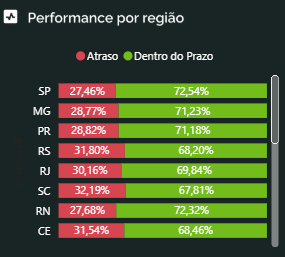 Performance por região
Atraso Dentro do Prazo
SP 27,46% 72,54%
MG 28,77% 71,23%
PR 28,82% 71,18%
RS 31,80% 68,20%
RJ 30,16% 69,84%
SC 32,19% 67,81%
RN 27,68% 72,32%
CE 31,54% 68,46%